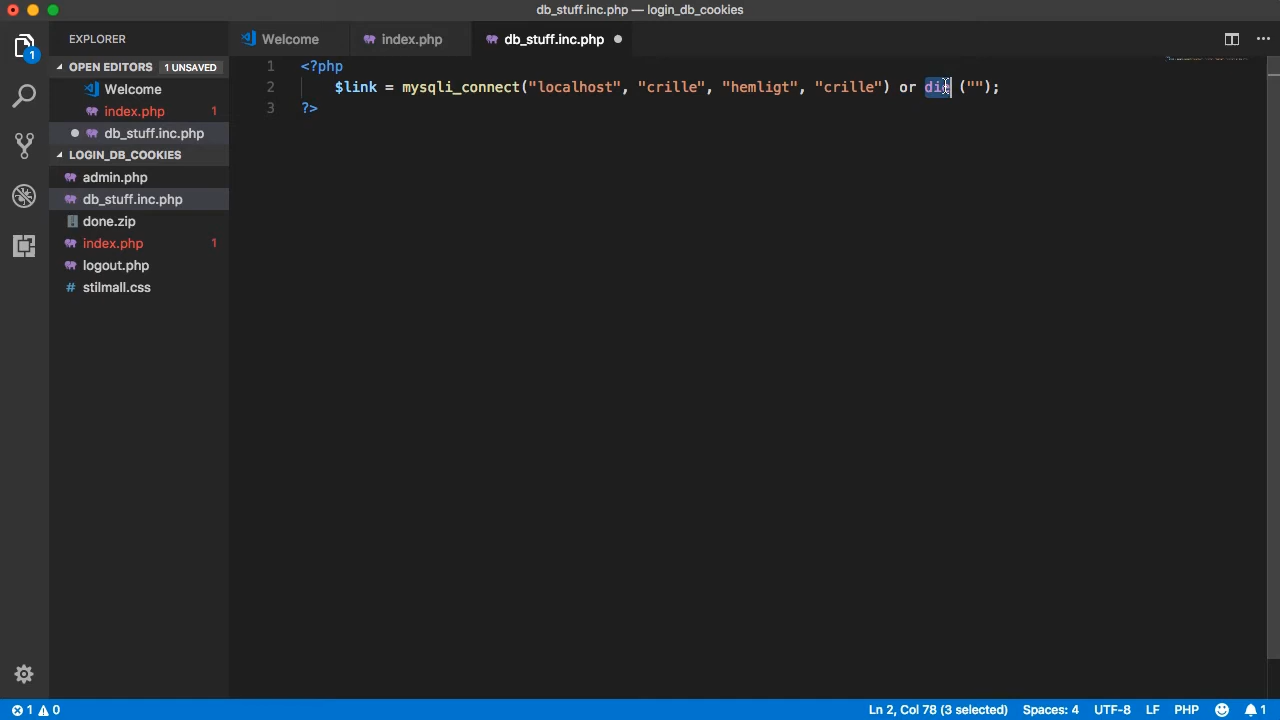 db_stuff.inc.php — login_db_cookies
EXPLORER
Welcome
index.php
db_stuff.inc.php
OPEN EDITORS 1 UNSAVED
Welcome
index.php 1
db_stuff.inc.php
LOGIN_DB_COOKIES
admin.php
db_stuff.inc.php
done.zip
index.php 1
logout.php
# stilmall.css
1 <?php
2 $link = mysqli_connect("localhost", "crille", "hemligt", "crille") or die ("");
3 ?>
1
1 0
Ln 2, Col 78 (3 selected) Spaces: 4 UTF-8 LF PHP 1